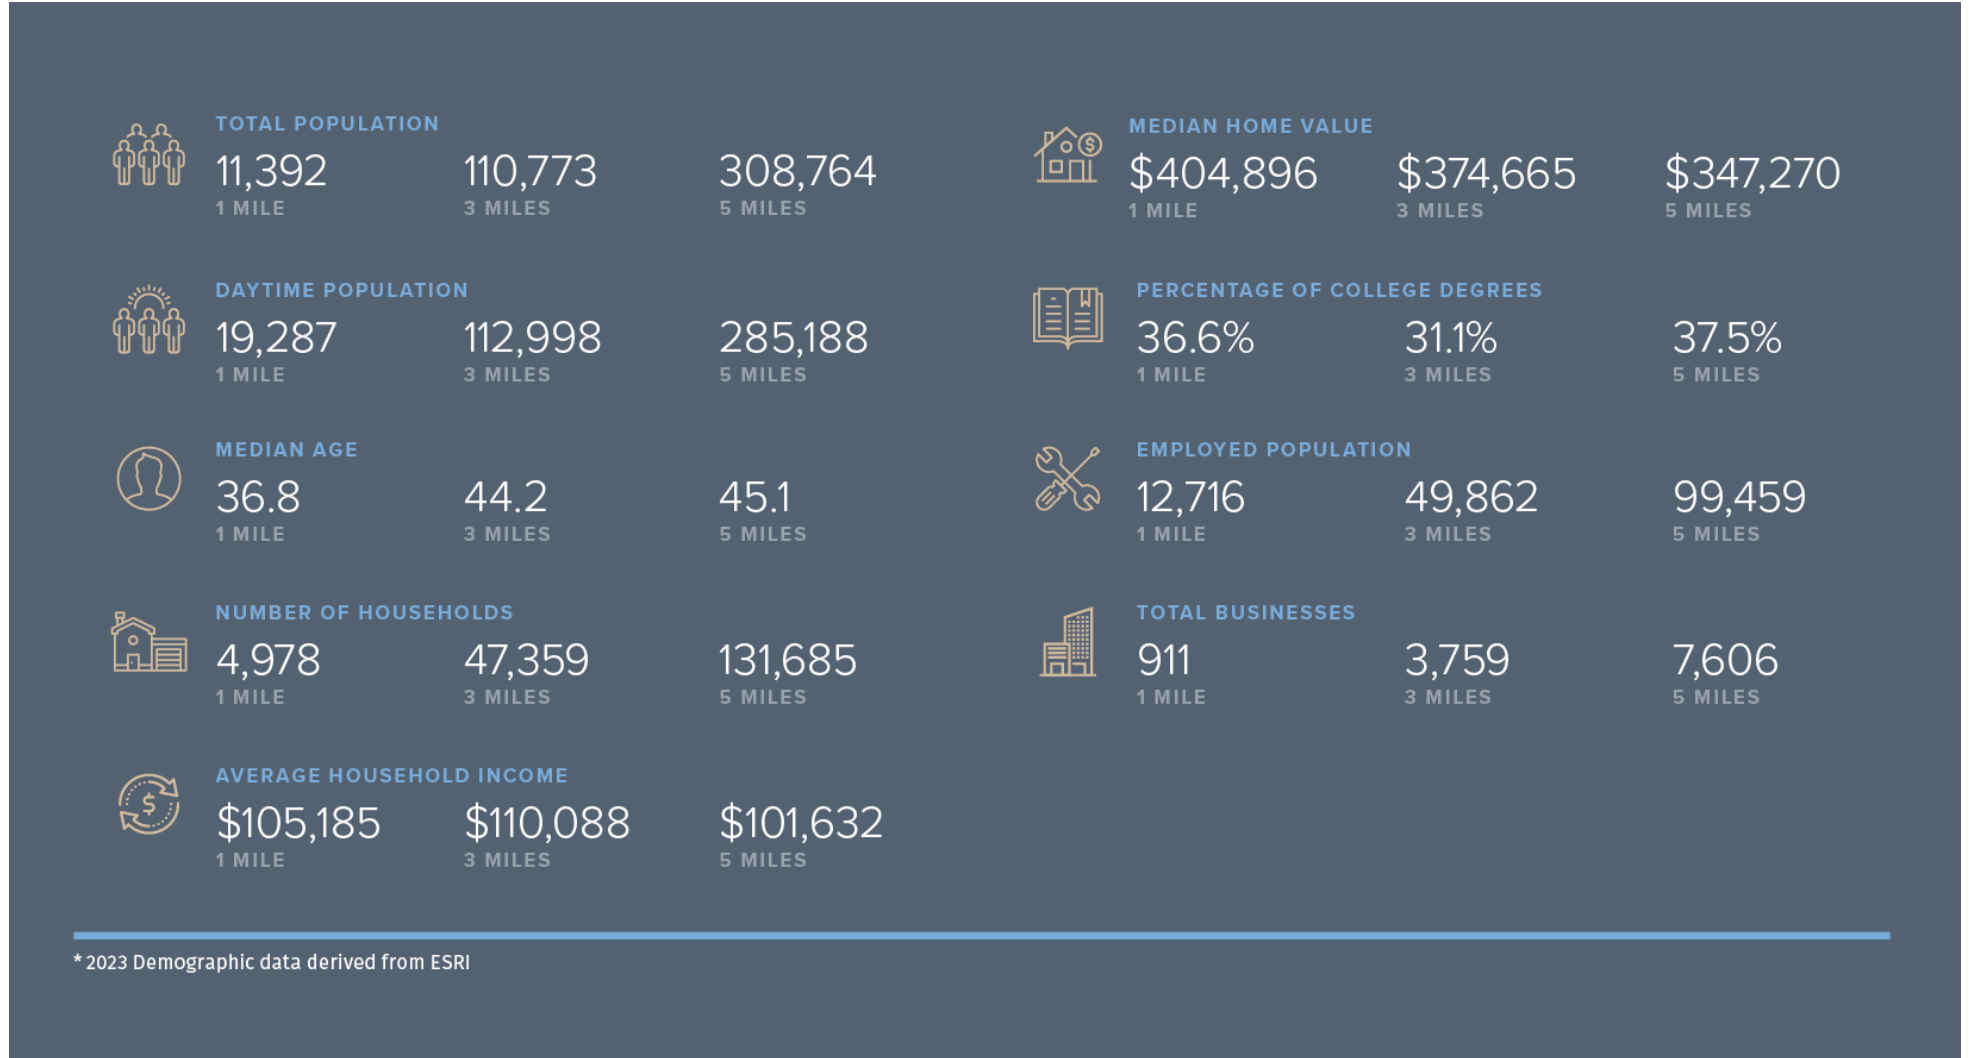 TOTAL POPULATION
11,392 110,773 308,764
1 MILE 3 MILES 5 MILES
DAYTIME POPULATION
19,287 112,998 285,188
1 MILE 3 MILES 5 MILES
MEDIAN AGE
36.8 44.2 45.1
1 MILE 3 MILES 5 MILES
NUMBER OF HOUSEHOLDS
4,978 47,359 131,685
1 MILE 3 MILES 5 MILES
AVERAGE HOUSEHOLD INCOME
$105,185 $110,088 $101,632
1 MILE 3 MILES 5 MILES
MEDIAN HOME VALUE
$404,896 $374,665 $347,270
1 MILE 3 MILES 5 MILES
PERCENTAGE OF COLLEGE DEGREES
36.6% 31.1% 37.5%
1 MILE 3 MILES 5 MILES
EMPLOYED POPULATION
12,716 49,862 99,459
1 MILE 3 MILES 5 MILES
TOTAL BUSINESSES
911 3,759 7,606
1 MILE 3 MILES 5 MILES
* 2023 Demographic data derived from ESRI